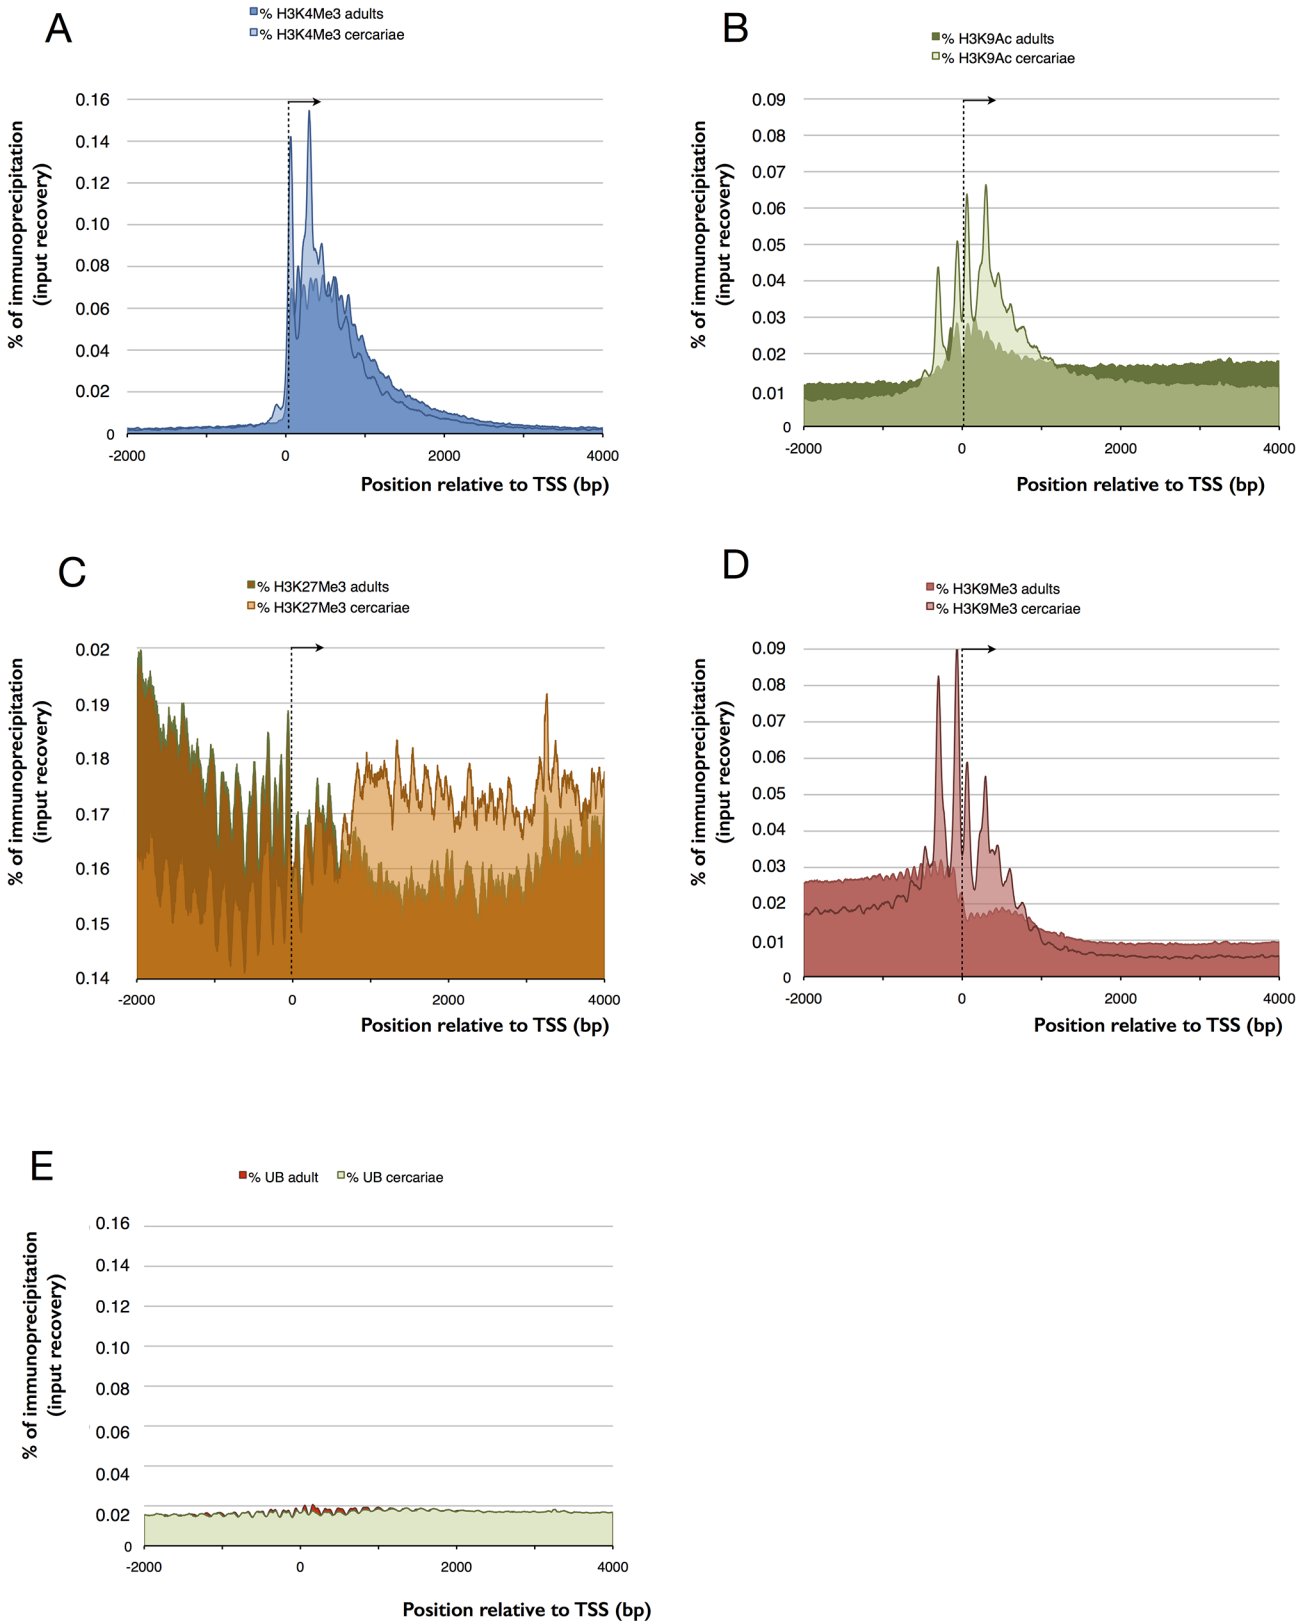 A
% H3K4Me3 adults
% H3K4Me3 cercariae
% of immunoprecipitation
(input recovery)
0.16
0.14
0.12
0.10
0.08
0.06
0.04
0.02
0
-2000
0
2000
4000
Position relative to TSS (bp)
B
% H3K9Ac adults
% H3K9Ac cercariae
% of immunoprecipitation
(input recovery)
0.09
0.08
0.07
0.06
0.05
0.04
0.03
0.02
0.01
0
-2000
0
2000
4000
Position relative to TSS (bp)
C
% H3K27Me3 adults
% H3K27Me3 cercariae
% of immunoprecipitation
(input recovery)
0.02
0.19
0.18
0.17
0.16
0.15
0.14
-2000
0
2000
4000
Position relative to TSS (bp)
D
% H3K9Me3 adults
% H3K9Me3 cercariae
% of immunoprecipitation
(input recovery)
0.09
0.08
0.07
0.06
0.05
0.04
0.03
0.02
0.01
0
-2000
0
2000
4000
Position relative to TSS (bp)
E
% UB adult
% UB cercariae
% of immunoprecipitation
(input recovery)
0.16
0.14
0.12
0.10
0.08
0.06
0.04
0.02
0
-2000
0
2000
4000
Position relative to TSS (bp)